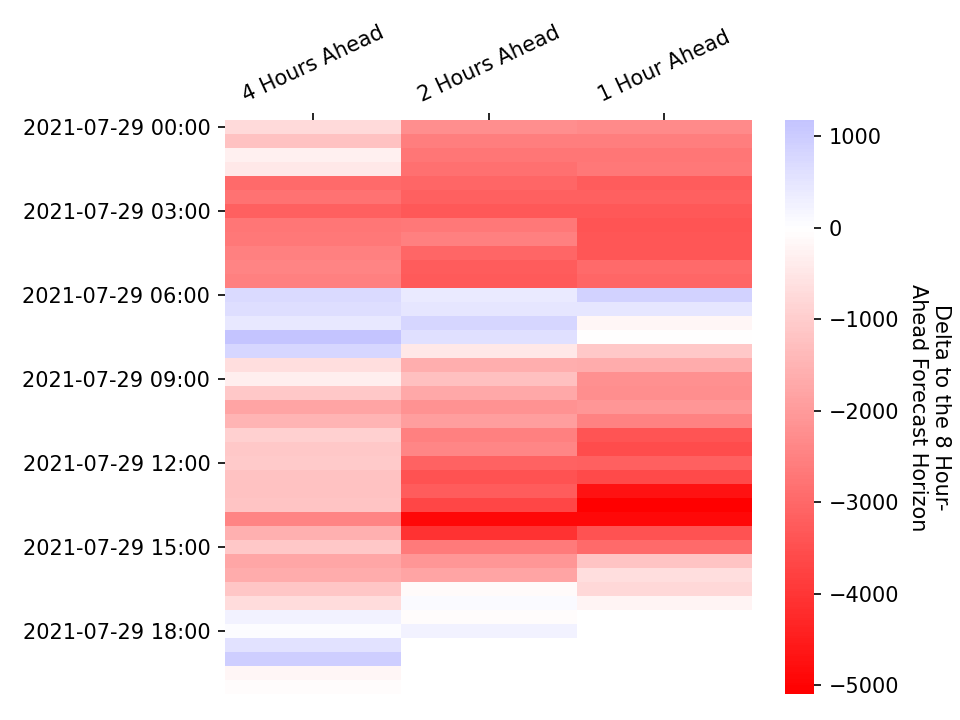 4 Hours Ahead
2 Hours Ahead
1 Hour Ahead
2021-07-29 00:00
2021-07-29 03:00
2021-07-29 06:00
2021-07-29 09:00
2021-07-29 12:00
2021-07-29 15:00
2021-07-29 18:00
1000
0
−1000
−2000
−3000
−4000
−5000
Delta to the 8 Hour-
Ahead Forecast Horizon